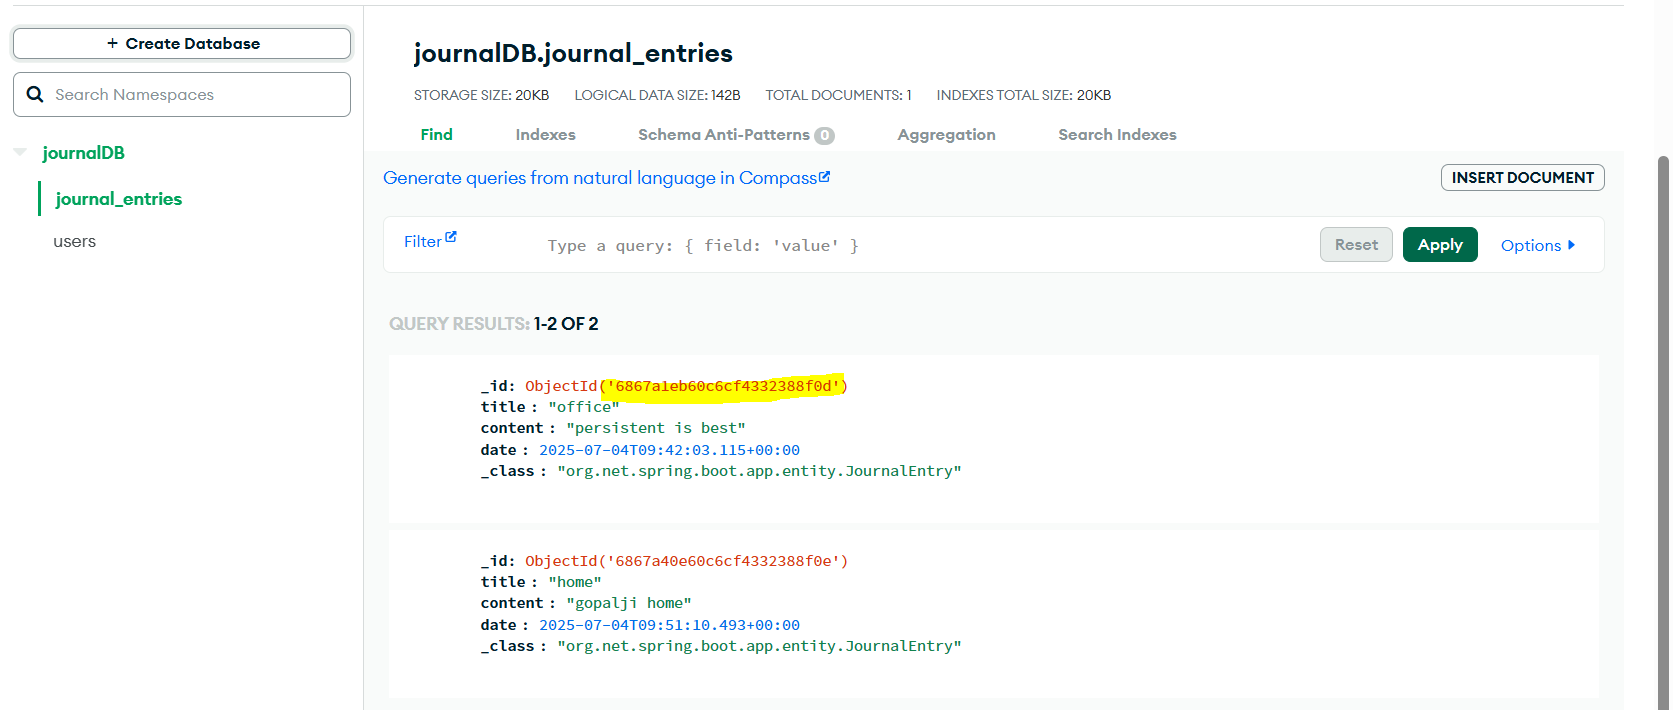 + Create Database
Search Namespaces
journalDB
journal_entries
users
journalDB.journal_entries
STORAGE SIZE: 20KB LOGICAL DATA SIZE: 142B TOTAL DOCUMENTS: 1 INDEXES TOTAL SIZE: 20KB
Find Indexes Schema Anti-Patterns 0 Aggregation Search Indexes
Generate queries from natural language in Compass
INSERT DOCUMENT
Filter Type a query: { field: 'value' } Reset Apply Options
QUERY RESULTS: 1-2 OF 2
_id: ObjectId('6867a1eb60c6cf4332388f0d')
title : "office"
content : "persistent is best"
date : 2025-07-04T09:42:03.115+00:00
_class : "org.net.spring.boot.app.entity.JournalEntry"
_id: ObjectId('6867a40e60c6cf4332388f0e')
title : "home"
content : "gopalji home"
date : 2025-07-04T09:51:10.493+00:00
_class : "org.net.spring.boot.app.entity.JournalEntry"